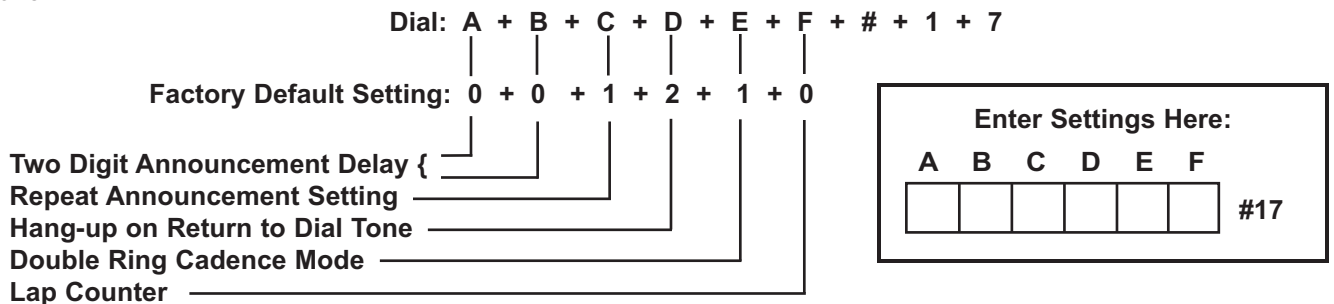 Dial: A + B + C + D + E + F + # + 1 + 7
Factory Default Setting: 0 + 0 + 1 + 2 + 1 + 0
Two Digit Announcement Delay {
Repeat Announcement Setting
Hang-up on Return to Dial Tone
Double Ring Cadence Mode
Lap Counter
Enter Settings Here:
A B C D E F
#17